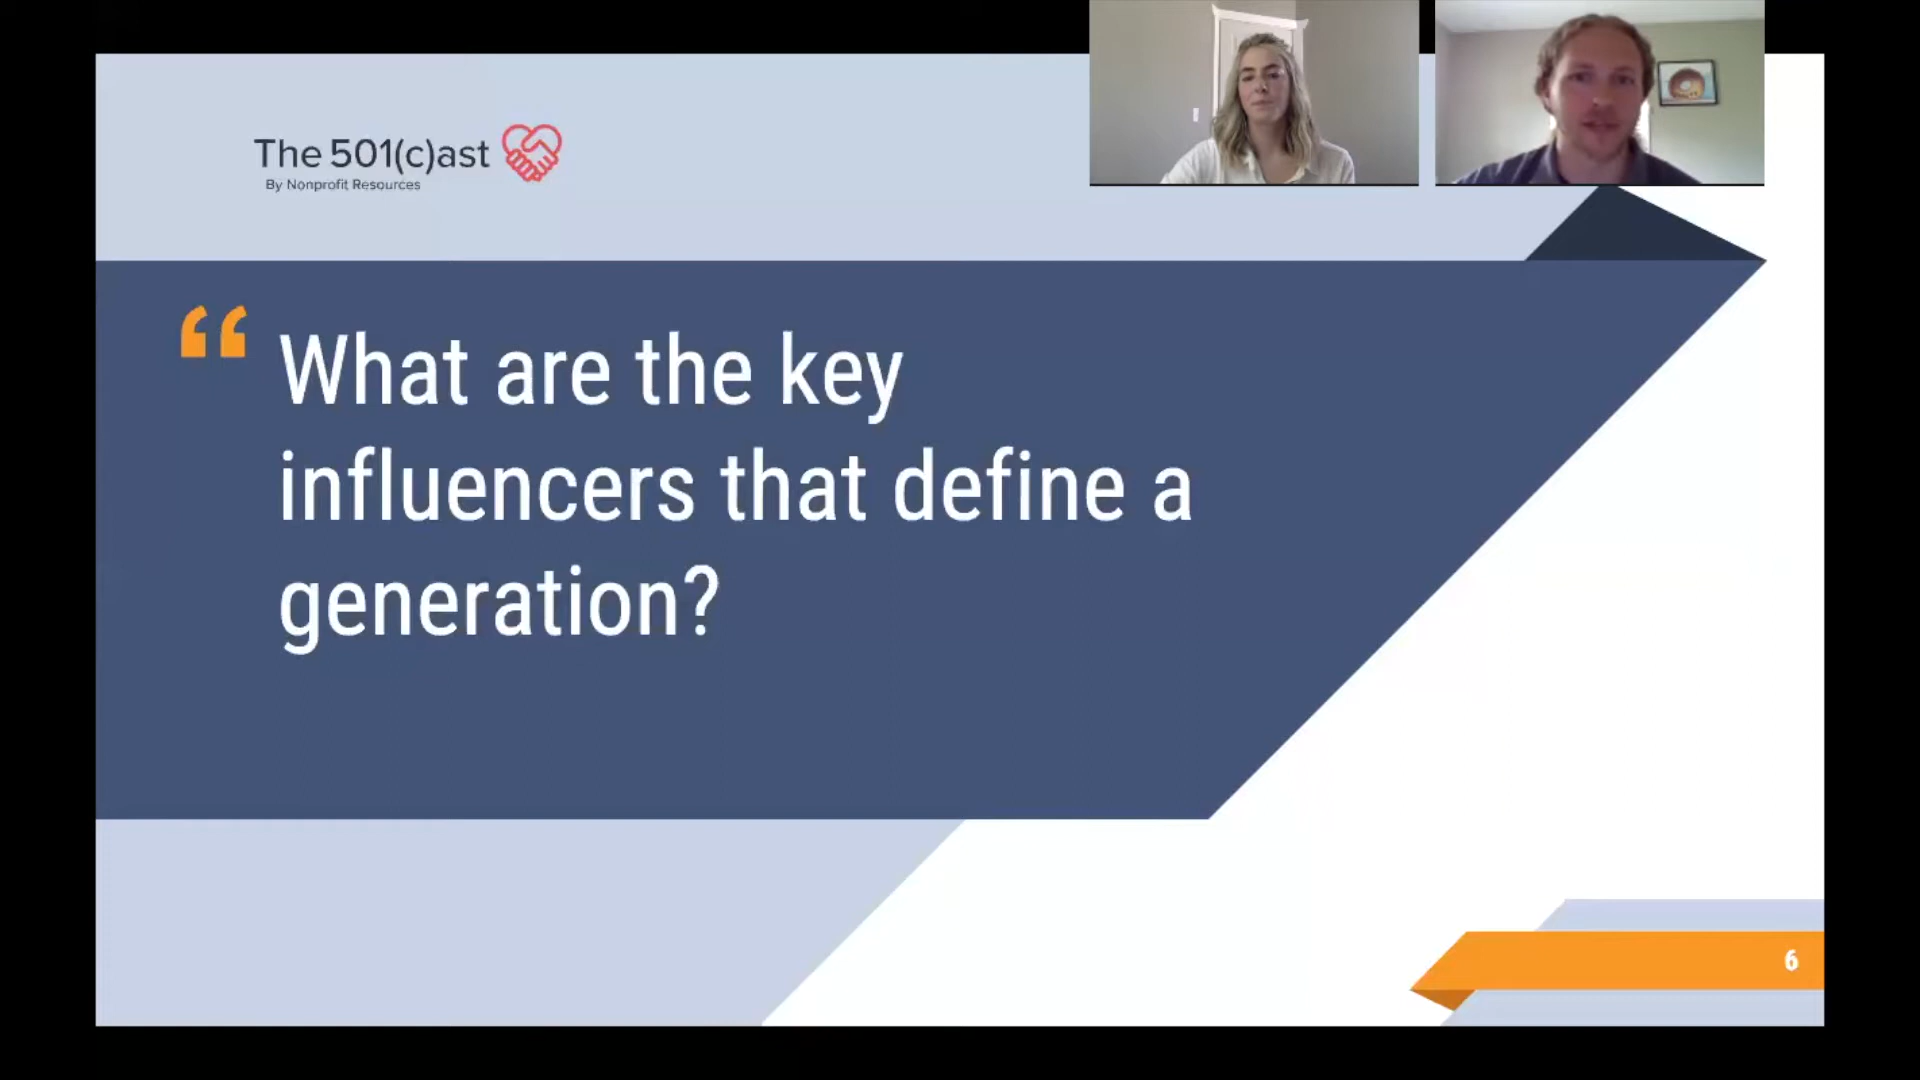 The 501(c)ast
By Nonprofit Resources
“ What are the key
influencers that define a
generation?
6